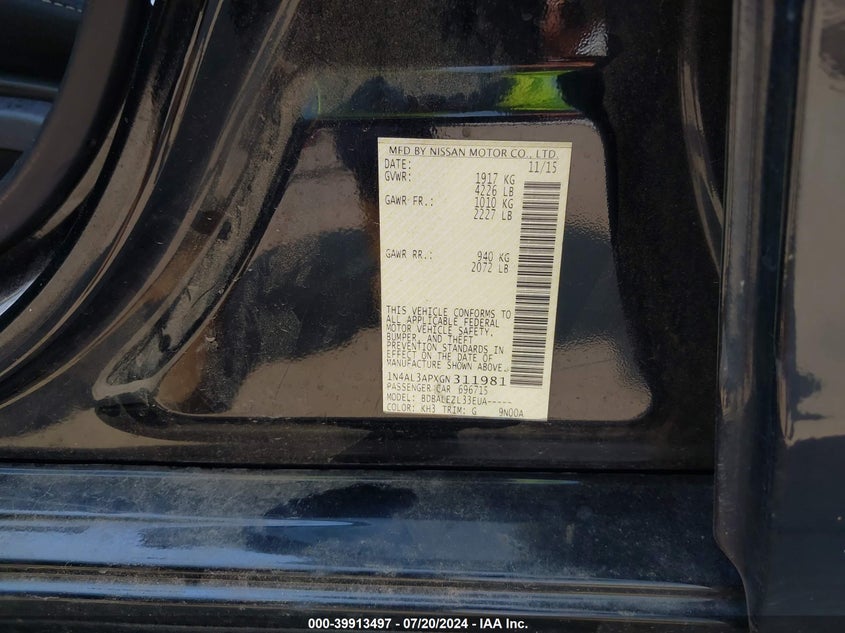 MFD BY NISSAN MOTOR CO., LTD.
DATE: 11/15
GVWR: 1917 KG
4226 LB
GAWR FR.: 1010 KG
2227 LB
GAWR RR.: 940 KG
2072 LB
THIS VEHICLE CONFORMS TO
ALL APPLICABLE FEDERAL
MOTOR VEHICLE SAFETY,
BUMPER, AND THEFT
PREVENTION STANDARDS IN
EFFECT ON THE DATE OF
MANUFACTURE SHOWN ABOVE.
1N4AL3APXGN311981
PASSENGER CAR 696715
MODEL: BDBALEZL33EUA-----
COLOR: KH3 TRIM: G 9N00A
000-39913497 - 07/20/2024 - IAA Inc.